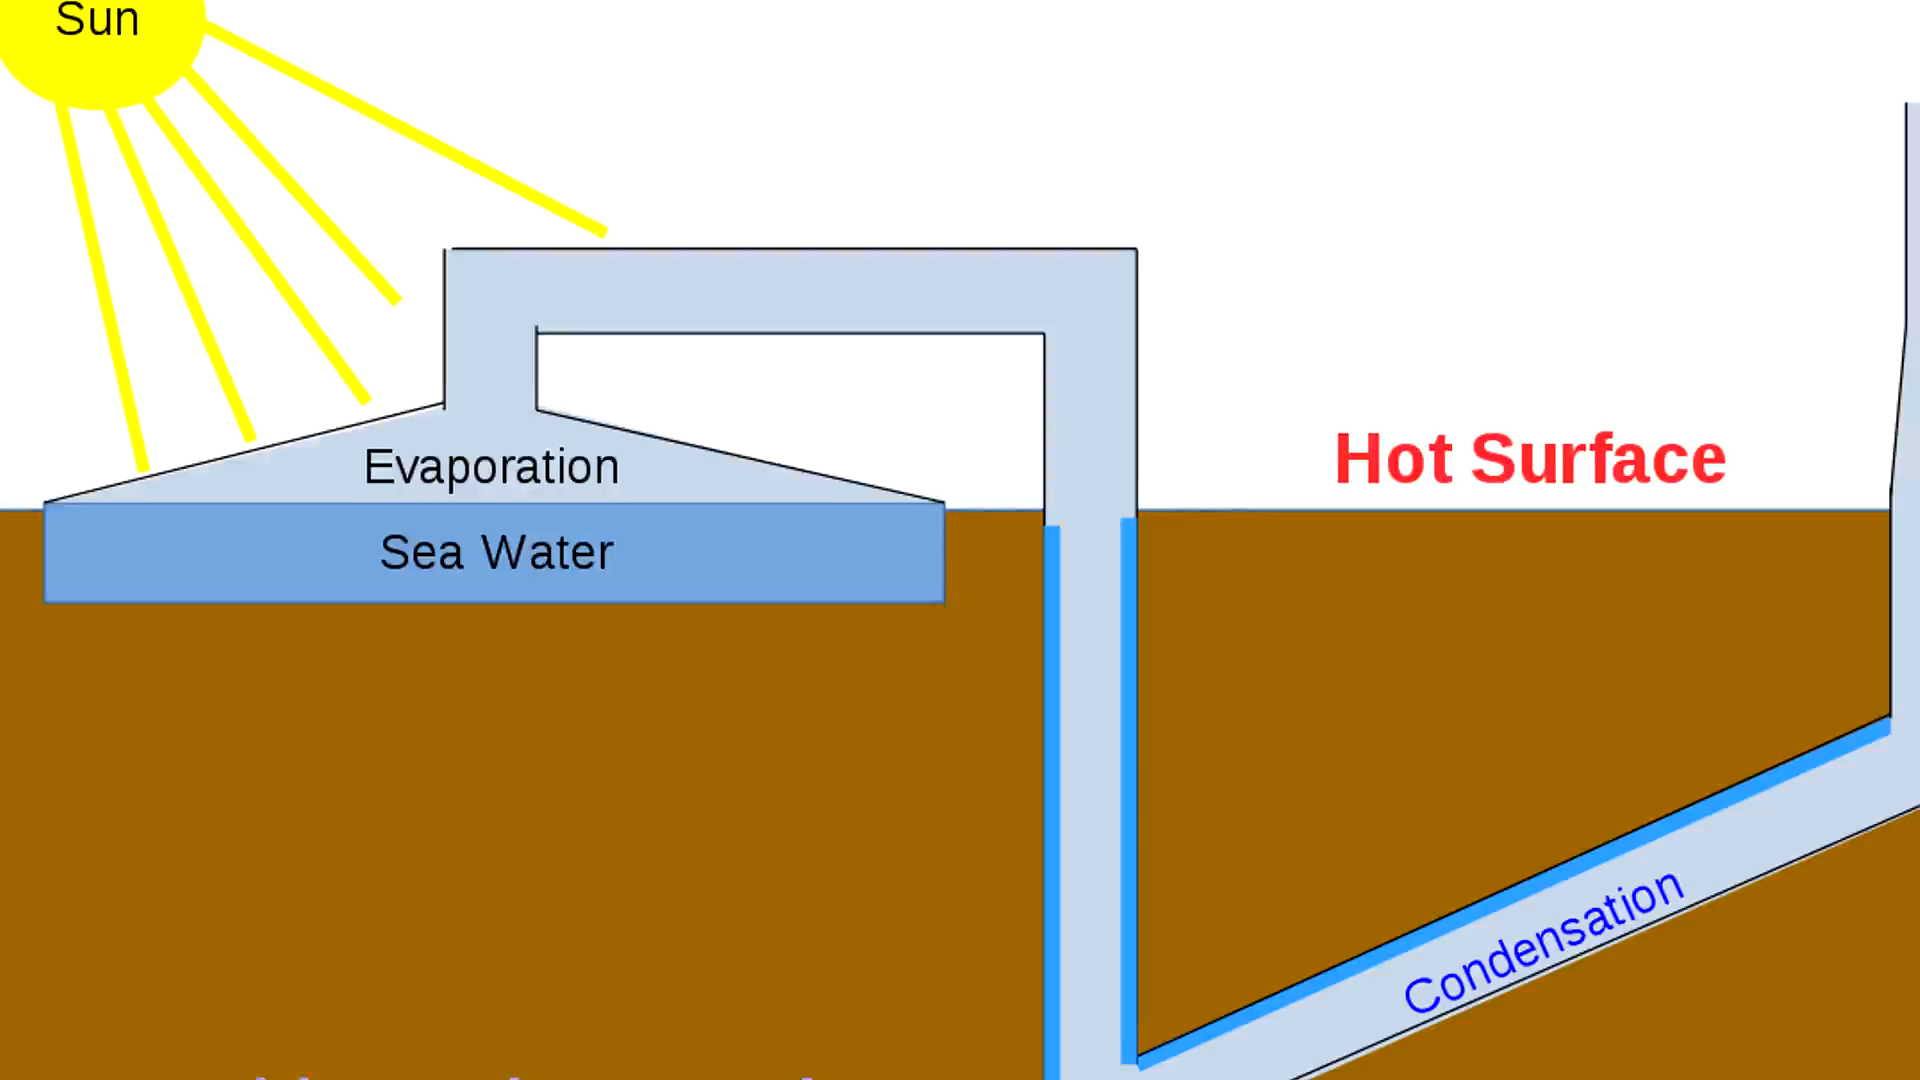 Sun
Evaporation
Hot Surface
Sea Water
Condensation